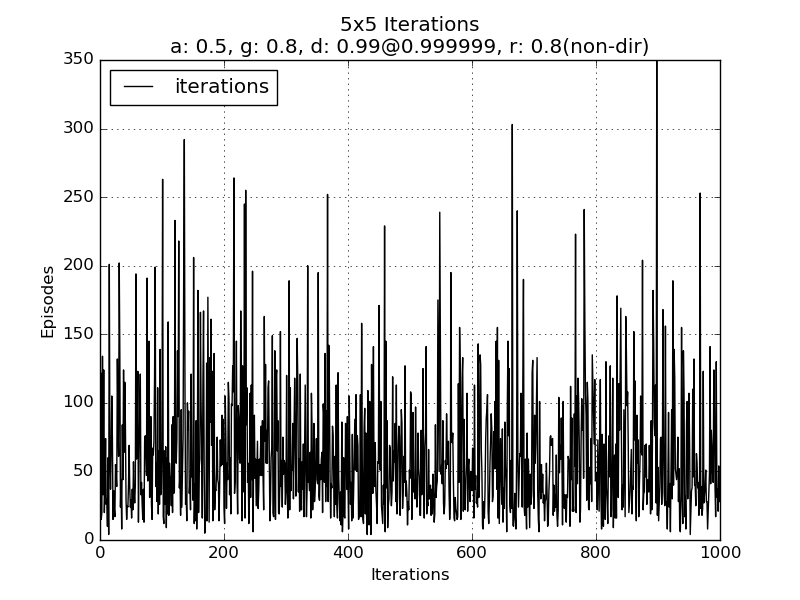 5x5 Iterations
a: 0.5, g: 0.8, d: 0.99@0.999999, r: 0.8(non-dir)
iterations
350
300
250
200
150
100
50
0
Episodes
0 200 400 600 800 1000
Iterations